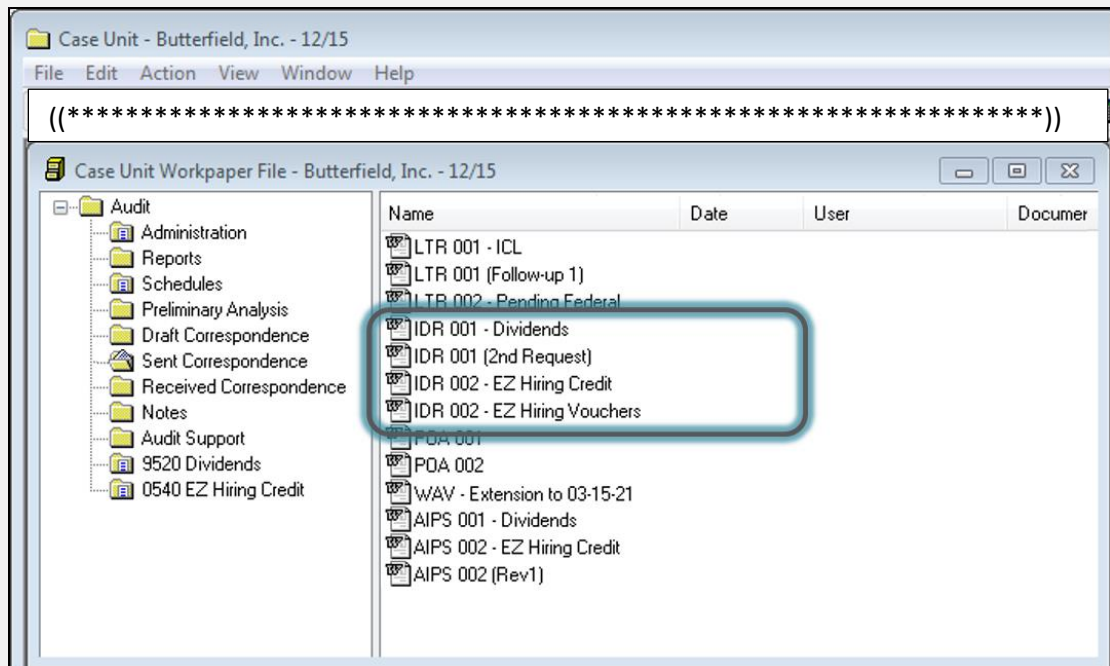 Case Unit - Butterfield, Inc. - 12/15
File Edit Action View Window Help
((*******************************************************************))
Case Unit Workpaper File - Butterfield, Inc. - 12/15
Audit
Administration
Reports
Schedules
Preliminary Analysis
Draft Correspondence
Sent Correspondence
Received Correspondence
Notes
Audit Support
9520 Dividends
0540 EZ Hiring Credit
Name Date User Documer
LTR 001 - ICL
LTR 001 (Follow-up 1)
LTR 002 - Pending Federal
IDR 001 - Dividends
IDR 001 (2nd Request)
IDR 002 - EZ Hiring Credit
IDR 002 - EZ Hiring Vouchers
POA 001
POA 002
WAV - Extension to 03-15-21
AIPS 001 - Dividends
AIPS 002 - EZ Hiring Credit
AIPS 002 (Rev1)